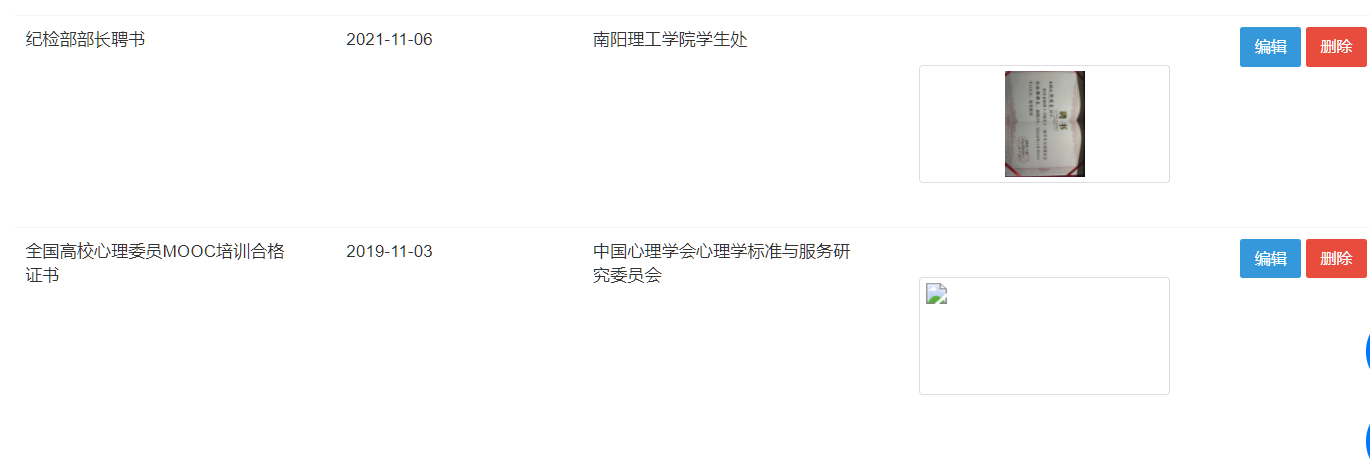 纪检部部长聘书
2021-11-06
南阳理工学院学生处
编辑
删除
聘书
全国高校心理委员MOOC培训合格
证书
2019-11-03
中国心理学会心理学标准与服务研
究委员会
编辑
删除